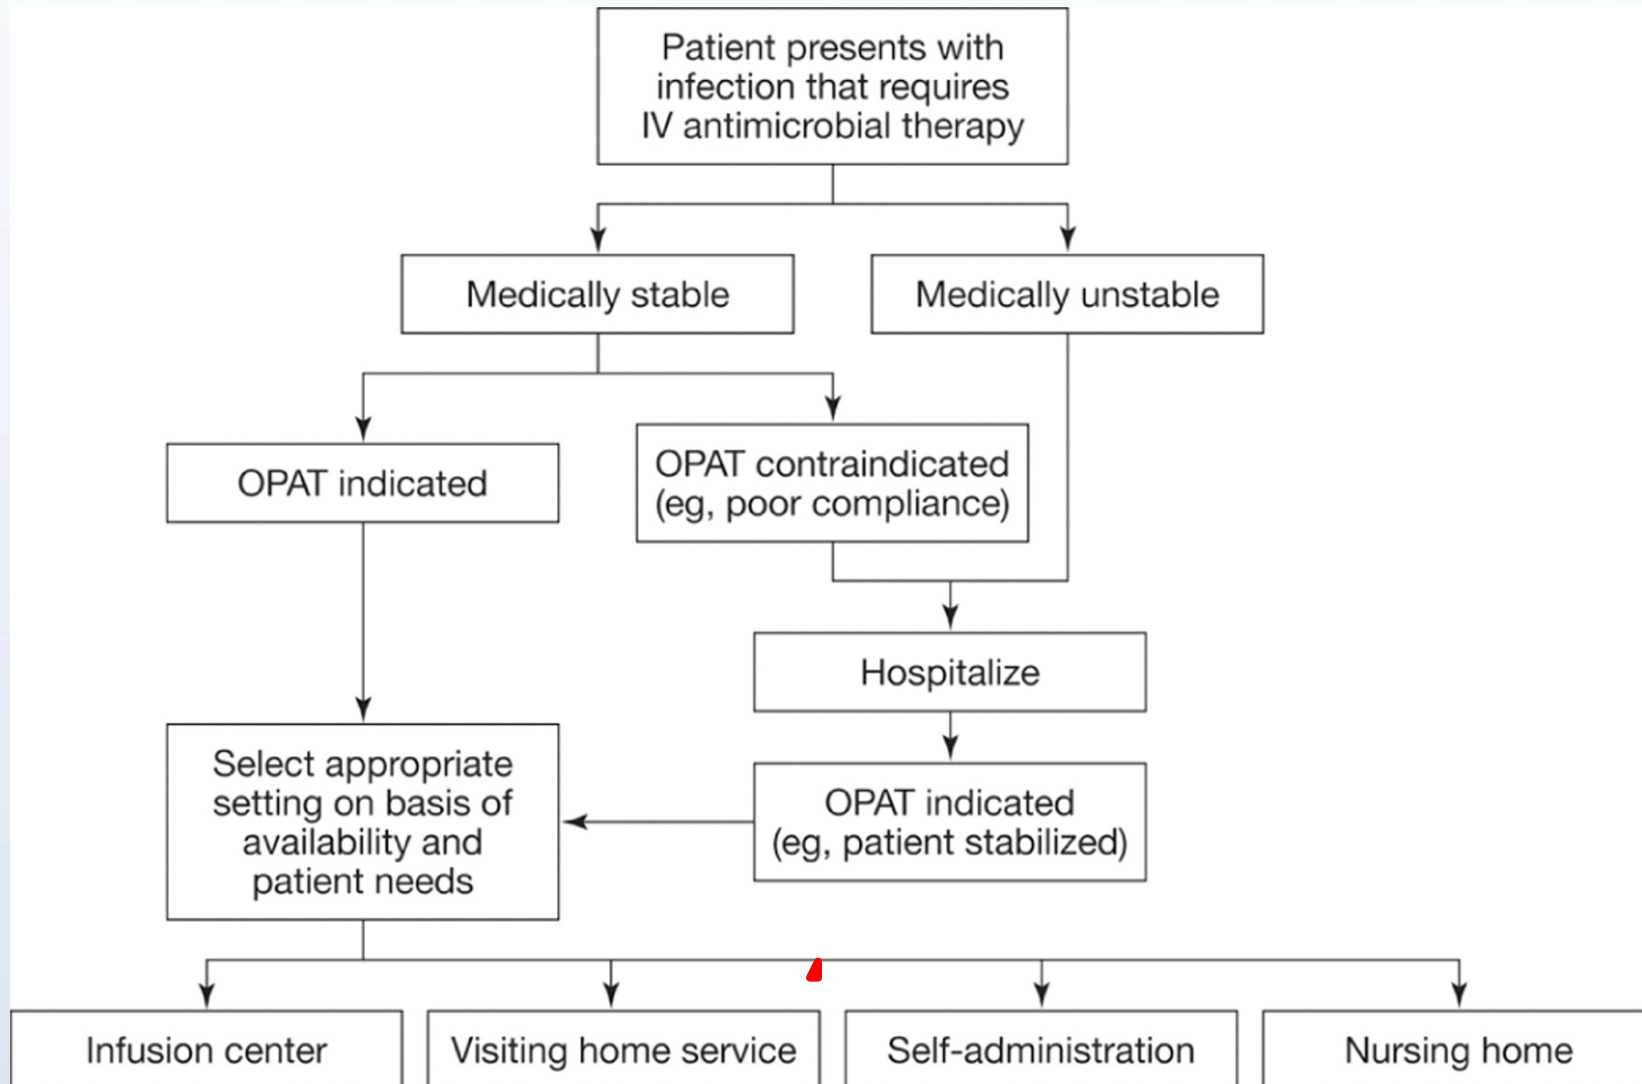 Patient presents with
infection that requires
IV antimicrobial therapy
Medically stable
Medically unstable
OPAT indicated
OPAT contraindicated
(eg, poor compliance)
Hospitalize
Select appropriate
setting on basis of
availability and
patient needs
OPAT indicated
(eg, patient stabilized)
Infusion center
Visiting home service
Self-administration
Nursing home